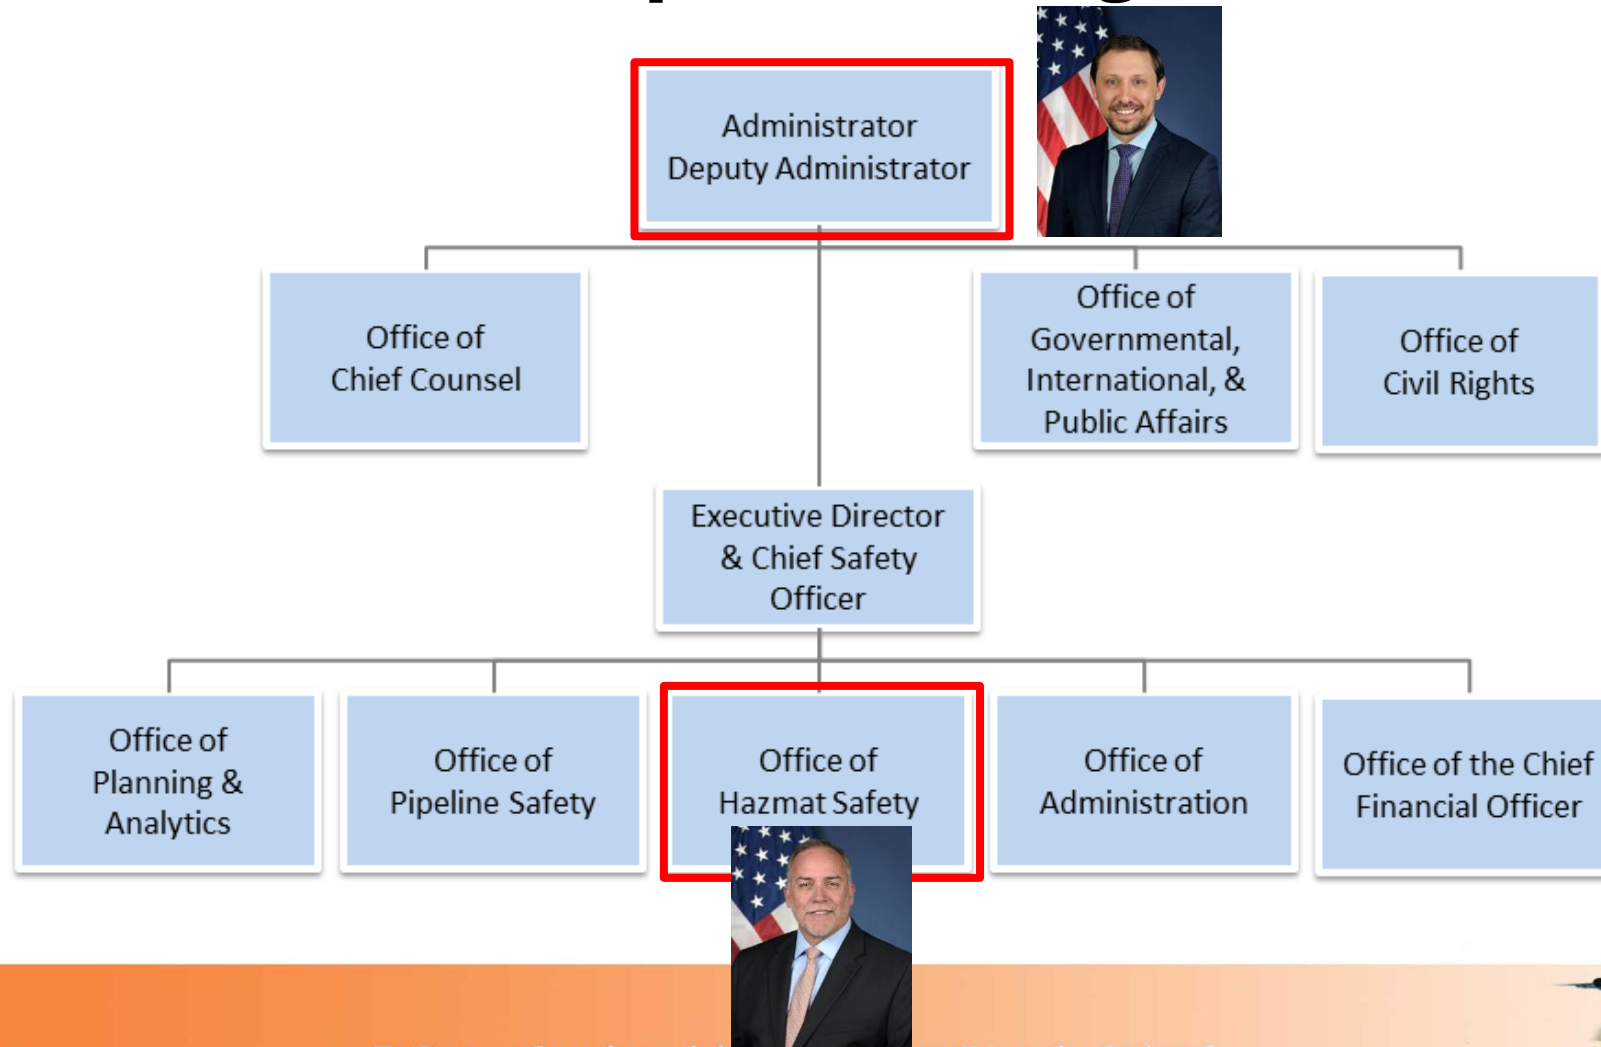 Administrator
Deputy Administrator
Office of
Chief Counsel
Office of
Governmental,
International, &
Public Affairs
Office of
Civil Rights
Executive Director
& Chief Safety
Officer
Office of
Planning &
Analytics
Office of
Pipeline Safety
Office of
Hazmat Safety
Office of
Administration
Office of the Chief
Financial Officer